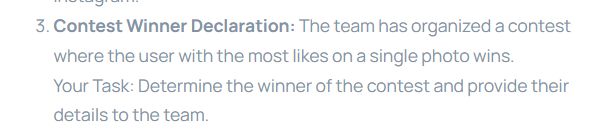 Instagram.
3. Contest Winner Declaration: The team has organized a contest
where the user with the most likes on a single photo wins.
Your Task: Determine the winner of the contest and provide their
details to the team.